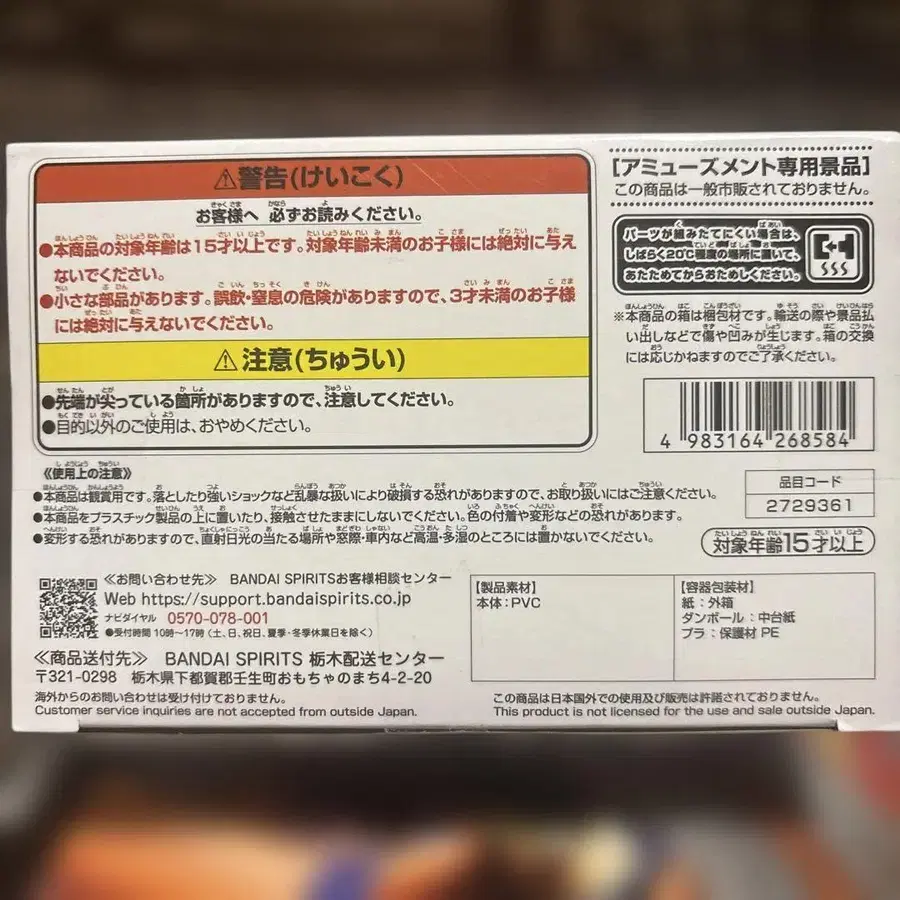 ⚠警告(けいこく)
お客様へ 必ずお読みください。
●本商品の対象年齢は15才以上です。対象年齢未満のお子様には絶対に与え
ないでください。
●小さな部品があります。誤飲・窒息の危険がありますので、3才未満のお子様
には絶対に与えないでください。
⚠注意(ちゅうい)
●先端が尖っている箇所がありますので、注意してください。
●目的以外のご使用は、おやめください。
[アミューズメント専用景品]
この商品は一般市販されておりません。
パーツが組みたてにくい場合は、
しばらく20℃程度の場所に置いて、
あたためてからおためしください。
※本商品の箱は梱包材です。輸送の際や景品払
い出しなどで傷や凹みが生じます。箱の交換
には応じかねますのでご了承ください。
4 983164 268584
品目コード
2729361
対象年齢15才以上
《使用上の注意》
●本商品は観賞用です。落としたり強いショックなど乱暴な扱いにより破損する恐れがありますので、お取り扱いにはご注意ください。
●本商品をプラスチック製品の上に置いたり、接触させたままにしないでください。色の付着や変形などの恐れがあります。
●変形する恐れがありますので、直射日光の当たる場所や窓際・車内など高温・多湿のところには置かないでください。
≪お問い合わせ先≫ BANDAI SPIRITSお客様相談センター
Web https://support.bandaispirits.co.jp
ナビダイヤル 0570-078-001
●受付時間 10時～17時(土、日、祝日、夏季・冬季休業日を除く)
≪商品送付先≫ BANDAI SPIRITS 栃木配送センター
〒321-0298 栃木県下都賀郡壬生町おもちゃのまち4-2-20
【製品素材】
本体:PVC
【容器包装材】
紙:外箱
ダンボール:中台紙
プラ:保護材 PE
海外からのお問い合わせは受け付けておりません。
Customer service inquiries are not accepted from outside Japan.
この商品は日本国外での使用及び販売は許諾されておりません。
This product is not licensed for the use and sale outside Japan.